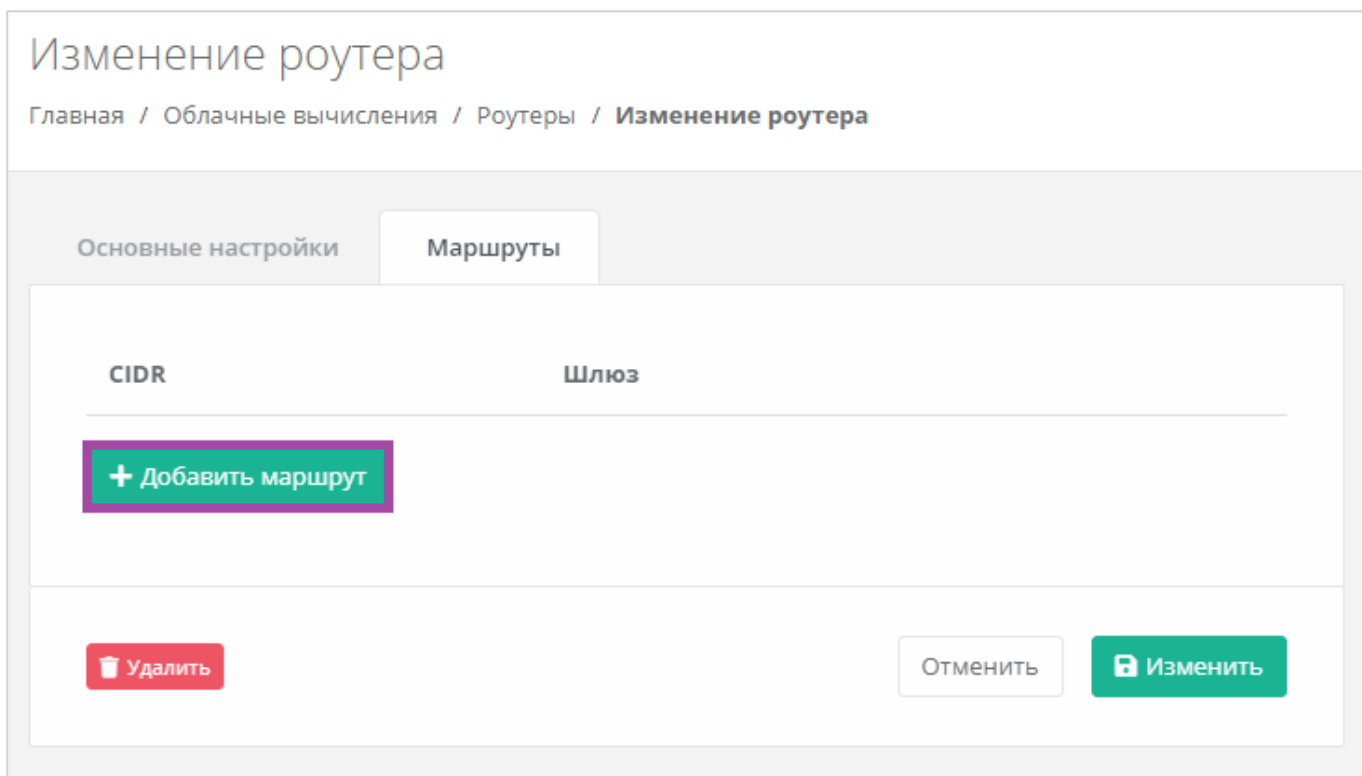 Изменение роутера
Главная / Облачные вычисления / Роутеры / Изменение роутера
Основные настройки Маршруты
CIDR Шлюз
+ Добавить маршрут
Удалить Отменить Изменить